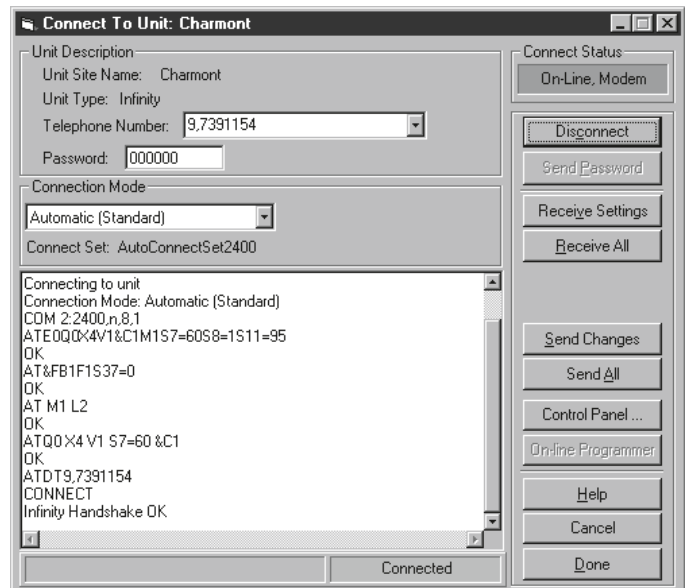 Connect To Unit: Charmont
Unit Description
Unit Site Name: Charmont
Unit Type: Infinity
Telephone Number: 9,7391154
Password: 000000
Connection Mode
Automatic (Standard)
Connect Set: AutoConnectSet2400
Connecting to unit
Connection Mode: Automatic (Standard)
COM 2:2400,n,8,1
ATE0Q0X4V1&C1M1S7=60S8=1S11=95
OK
AT&FB1F1S37=0
OK
AT M1 L2
OK
ATQ0 X4 V1 S7=60 &C1
OK
ATDT9,7391154
CONNECT
Infinity Handshake OK
Connected
Connect Status
On-Line, Modem
Disconnect
Send Password
Receive Settings
Receive All
Send Changes
Send All
Control Panel ...
On-line Programmer
Help
Cancel
Done